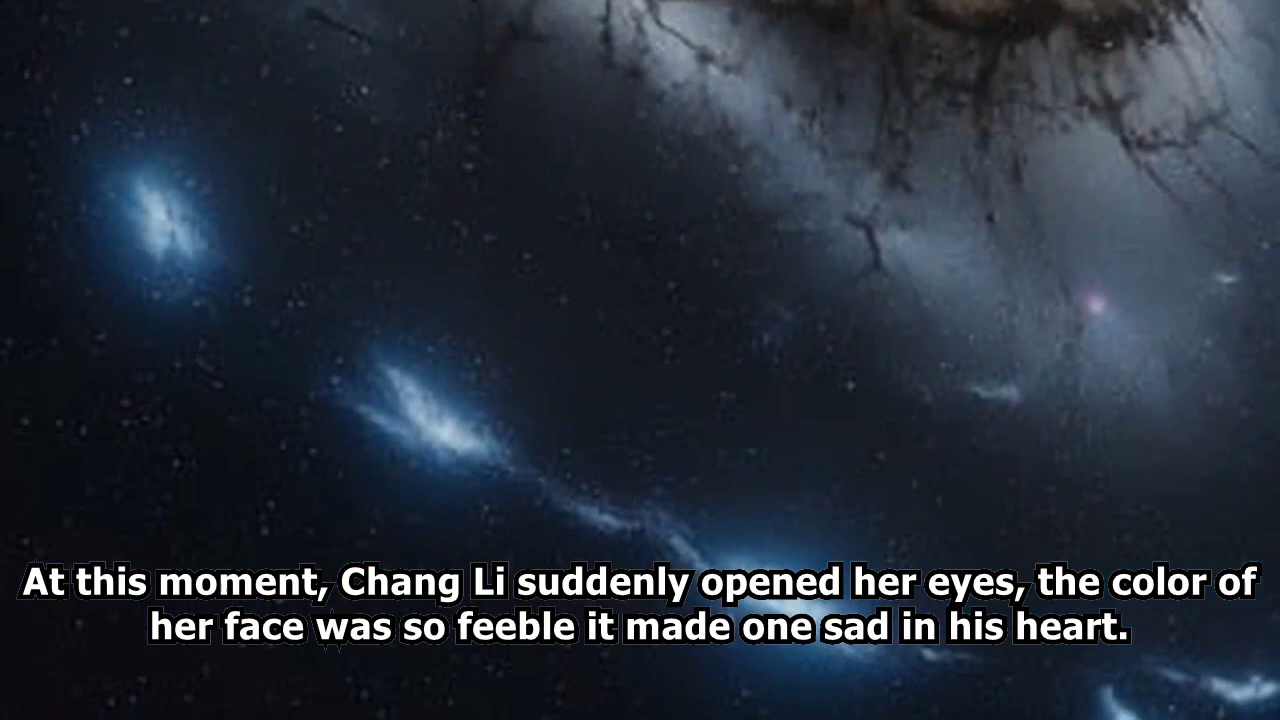 At this moment, Chang Li suddenly opened her eyes, the color of
her face was so feeble it made one sad in his heart.